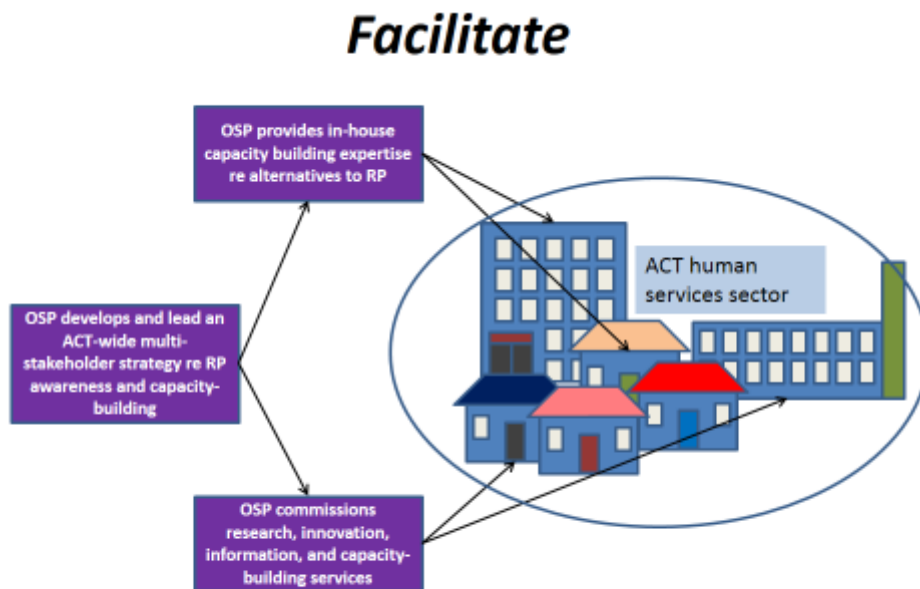 Facilitate
OSP provides in-house
capacity building expertise
re alternatives to RP
ACT human
services sector
OSP develops and lead an
ACT-wide multi-
stakeholder strategy re RP
awareness and capacity-
building
OSP commissions
research, innovation,
information, and capacity-
building services